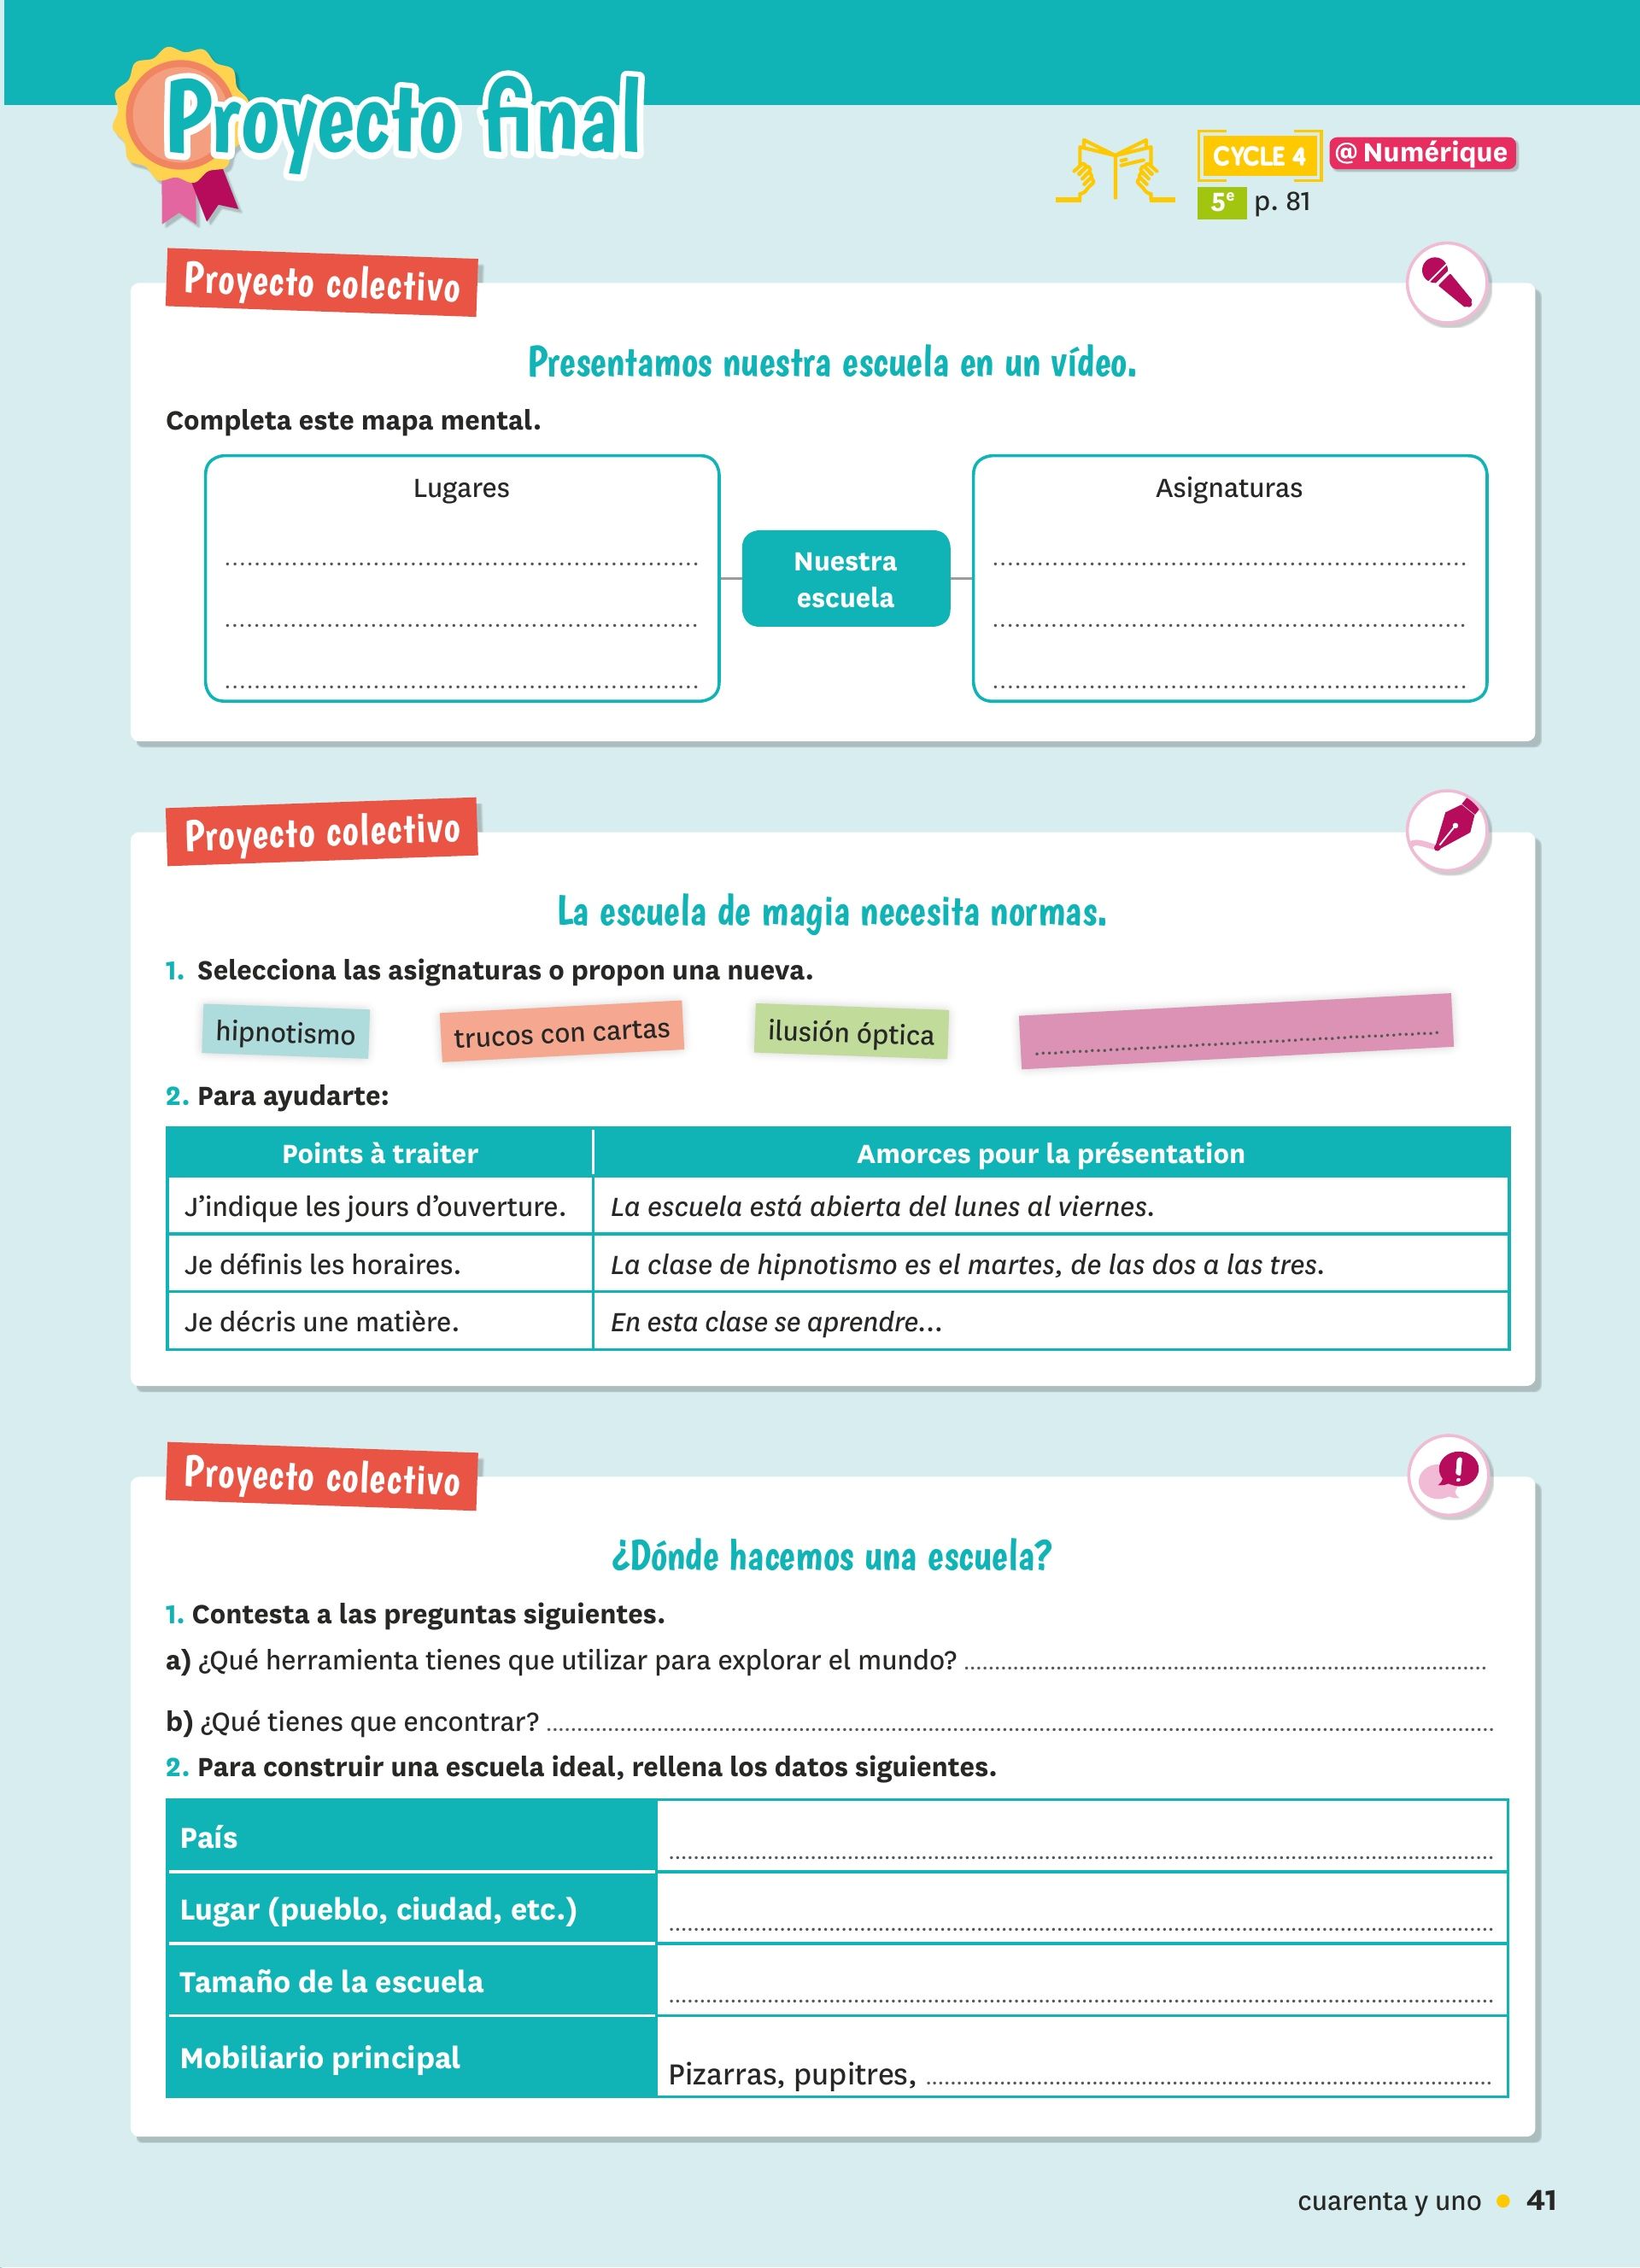 Proyecto final
CYCLE 4
@ Numérique
5e p. 81
Proyecto colectivo
Presentamos nuestra escuela en un vídeo.
Completa este mapa mental.
Lugares
Nuestra
escuela
Asignaturas
Proyecto colectivo
La escuela de magia necesita normas.
1. Selecciona las asignaturas o propon una nueva.
hipnotismo
trucos con cartas
ilusión óptica
2. Para ayudarte:
Points à traiter
Amorces pour la présentation
J'indique les jours d'ouverture.
La escuela está abierta del lunes al viernes.
Je définis les horaires.
La clase de hipnotismo es el martes, de las dos a las tres.
Je décris une matière.
En esta clase se aprendre...
Proyecto colectivo
¿Dónde hacemos una escuela?
1. Contesta a las preguntas siguientes.
a) ¿Qué herramienta tienes que utilizar para explorar el mundo?
b) ¿Qué tienes que encontrar?
2. Para construir una escuela ideal, rellena los datos siguientes.
País
Lugar (pueblo, ciudad, etc.)
Tamaño de la escuela
Mobiliario principal
Pizarras, pupitres,
cuarenta y uno • 41